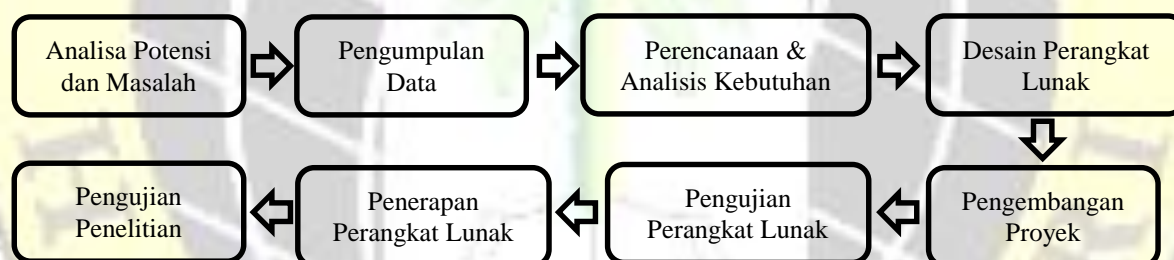 Analisa Potensi
dan Masalah
Pengumpulan
Data
Perencanaan &
Analisis Kebutuhan
Desain Perangkat
Lunak
Pengembangan
Proyek
Pengujian
Perangkat Lunak
Penerapan
Perangkat Lunak
Pengujian
Penelitian